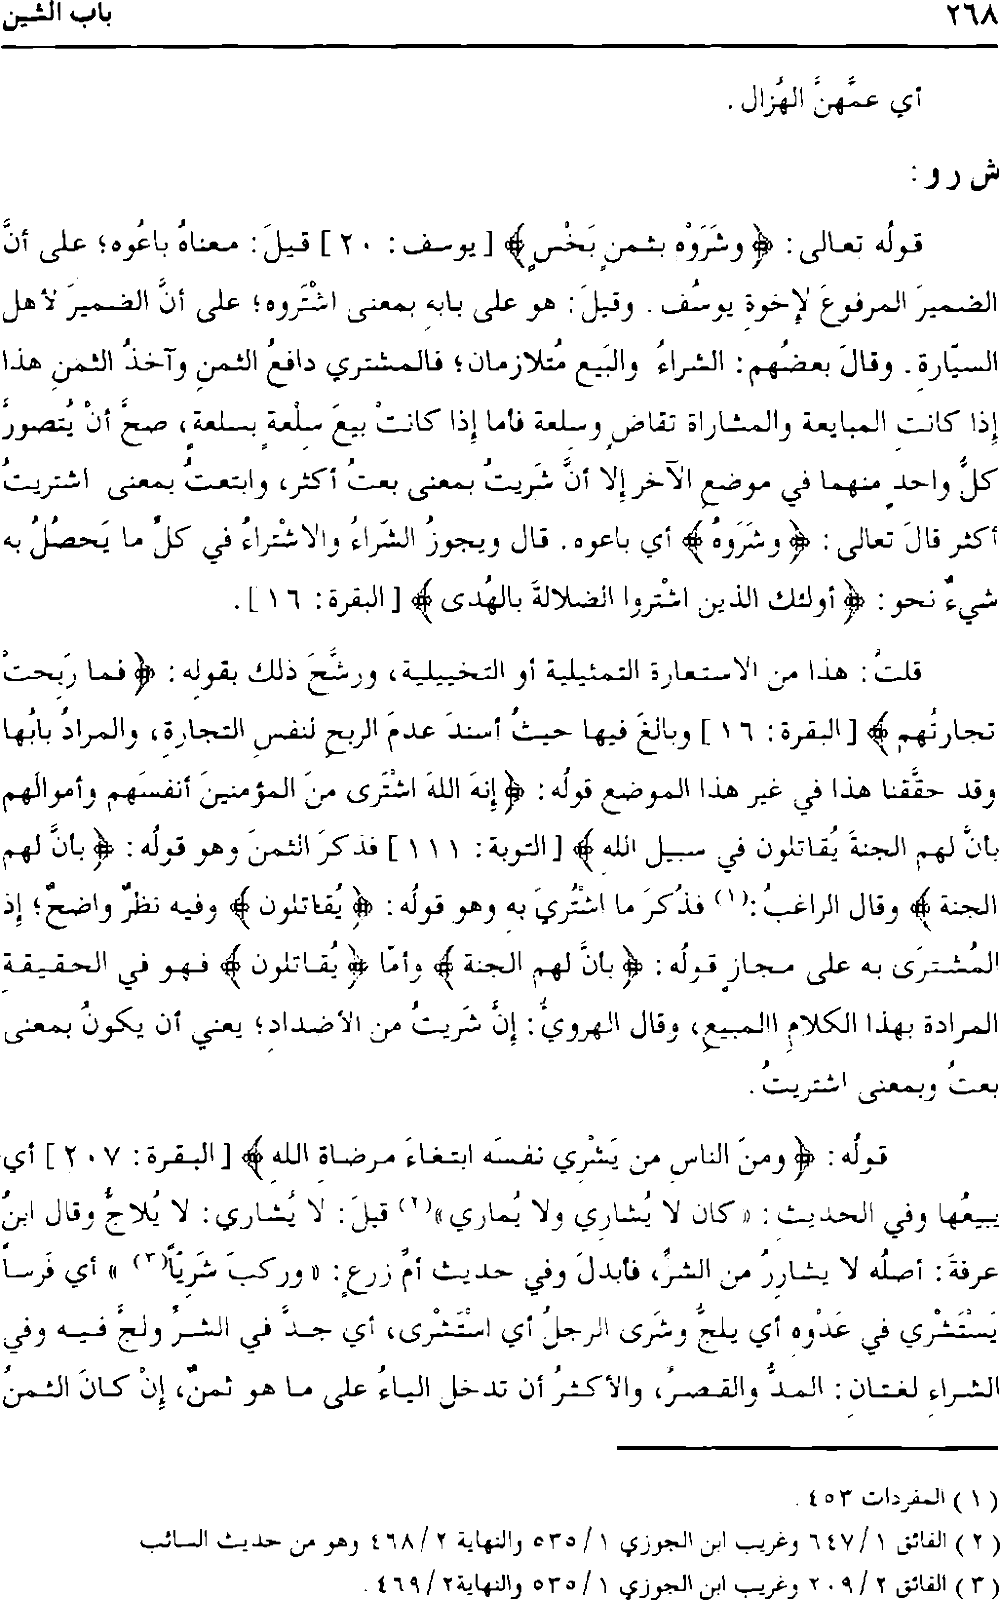 ٢٦٨ باب الشين
أي عمَّهنَّ الهُزال .
ش ر و :
قولُه تعالى : ﴿ وشَرَوْه بثمنٍ بَخْسٍ ﴾ [ يوسف : ٢٠ ] قيلَ : معناهُ باعُوه؛ على أنَّ
الضميرَ المرفوعَ لإخوةِ يوسُف . وقيلَ : هو على بابهِ بمعنى اشْتَروه؛ على أنَّ الضميرَ لأهل
السيّارةِ . وقالَ بعضُهم : الشراءُ والبَيع مُتلازمان؛ فالمشتري دافعُ الثمنِ وآخذُ الثمنِ هذا
إذا كانتِ المبايعة والمشاراة تقاضٍ وسلعة فأما إذا كانتْ بيعَ سِلْعةٍ بسلعةٍ، صحَّ أنْ يُتصورَّ
كلُّ واحدٍ منهما في موضعِ الآخر إلا أنَّ شَريتُ بمعنى بعتُ أكثر، وابتعتُ بمعنى اشتريتُ
أكثر قالَ تعالى : ﴿ وشَرَوهُ ﴾ أي باعوه. قال ويجوزُ الشّراءُ والاشْتراءُ في كلِّ ما يَحصُلُ به
شيءٌ نحو : ﴿ أولئك الذين اشْتروا الضلالةَ بالهُدى ﴾ [ البقرة : ١٦ ] .
قلتُ : هذا من الاستعارة التمثيلية أو التخييلية، ورشَّحَ ذلك بقولهِ : ﴿ فما رَبِحتْ
تجارتُهم ﴾ [ البقرة : ١٦ ] وبالغَ فيها حيثُ أسندَ عدمَ الربحِ لنفسِ التجارةِ، والمرادُ بابُها
وقد حقَّقنا هذا في غير هذا الموضع قولُه : ﴿ إنهَ اللهَ اشْتَرى منَ المؤمنينَ أنفسَهم وأموالَهم
بأنَّ لهم الجنةَ يُقاتلون في سبيل اللهِ ﴾ [ التوبة : ١١١ ] فذكرَ الثمنَ وهو قولُه : ﴿ بأنَّ لهم
الجنة ﴾ وقال الراغبُ :(١) فذُكرَ ما اشْتُريَ بهِ وهو قولُه : ﴿ يُقاتلون ﴾ وفيه نظرٌ واضحٌ؛ إذِ
المُشترَى به على مجازٍ قولُه : ﴿ بأنَّ لهم الجنة ﴾ وأمّا ﴿ يُقاتلون ﴾ فهو في الحقيقةِ
المرادة بهذا الكلامِ االمبيع، وقال الهرويُّ : إنَّ شَريتُ من الأضدادِ؛ يعني أن يكونُ بمعنى
بعتُ وبمعنى اشتريتُ .
قولُه : ﴿ ومنَ الناسِ من يَشْرِي نفسَه ابتغاءَ مرضاةِ اللهِ ﴾ [ البقرة : ٢٠٧ ] أي
يبيعُها وفي الحديث : « كان لا يُشارِي ولا يُماري »(٢) قبلَ : لا يُشاري : لا يُلاجُّ وقال ابنُ
عرفةَ : أصلُه لا يشاررُ من الشرِّ، فأبدلَ وفي حديث أمِّ زرعٍ : « وركبَ شَريّاً(٣) » أي فَرساً
يَسْتَشْرِي في عَدْوِه أي يلجُّ وشَرى الرجلُ أي اسْتَشْرى، أي جدَّ في الشرِّ ولجَّ فيه وفي
الشراءِ لغتانِ : المدُّ والقصرُ، والأكثرُ أن تدخل الياءُ على ما هو ثمنٌ، إنْ كانَ الثمنُ
( ١ ) المفردات ٤٥٣ .
( ٢ ) الفائق ١ / ٦٤٧ وغريب ابن الجوزي ١ / ٥٣٥ والنهاية ٢ / ٤٦٨ وهو من حديث السائب
( ٣ ) الفائق ٢ / ٢٠٩ وغريب ابن الجوزي ١ / ٥٣٥ والنهاية٢ / ٤٦٩ .